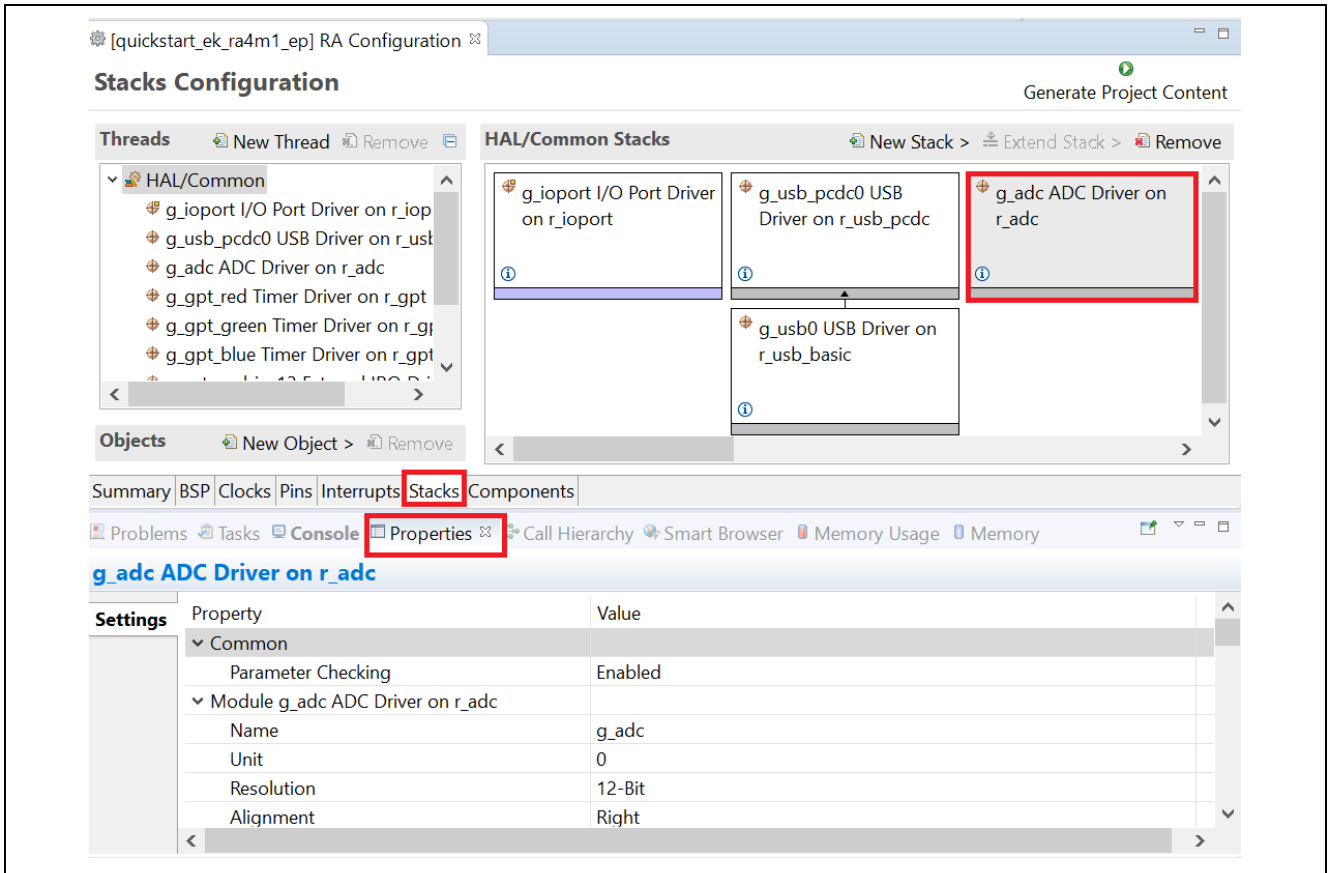 [quickstart_ek_ra4m1_ep] RA Configuration
Stacks Configuration
Generate Project Content
Threads New Thread Remove
HAL/Common
g_ioport I/O Port Driver on r_iop
g_usb_pcdc0 USB Driver on r_usb
g_adc ADC Driver on r_adc
g_gpt_red Timer Driver on r_gpt
g_gpt_green Timer Driver on r_gp
g_gpt_blue Timer Driver on r_gpt
Objects New Object > Remove
HAL/Common Stacks New Stack > Extend Stack > Remove
g_ioport I/O Port Driver
on r_ioport
g_usb_pcdc0 USB
Driver on r_usb_pcdc
g_adc ADC Driver on
r_adc
g_usb0 USB Driver on
r_usb_basic
Summary BSP Clocks Pins Interrupts Stacks Components
Problems Tasks Console Properties Call Hierarchy Smart Browser Memory Usage Memory
g_adc ADC Driver on r_adc
Settings
Property Value
Common
Parameter Checking Enabled
Module g_adc ADC Driver on r_adc
Name g_adc
Unit 0
Resolution 12-Bit
Alignment Right